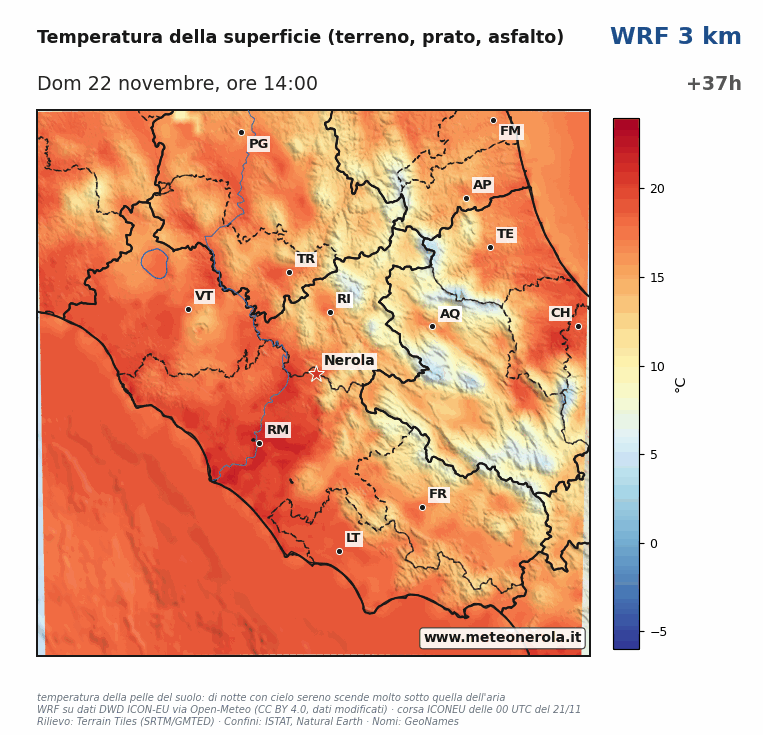 Temperatura della superficie (terreno, prato, asfalto)
WRF 3 km
Dom 22 novembre, ore 14:00
+37h
FM
PG
AP
TE
TR
VT
RI
AQ
CH
Nerola
RM
FR
LT
20
15
10
5
0
−5
°C
www.meteonerola.it
temperatura della pelle del suolo: di notte con cielo sereno scende molto sotto quella dell'aria
WRF su dati DWD ICON-EU via Open-Meteo (CC BY 4.0, dati modificati) · corsa ICONEU delle 00 UTC del 21/11
Rilievo: Terrain Tiles (SRTM/GMTED) · Confini: ISTAT, Natural Earth · Nomi: GeoNames